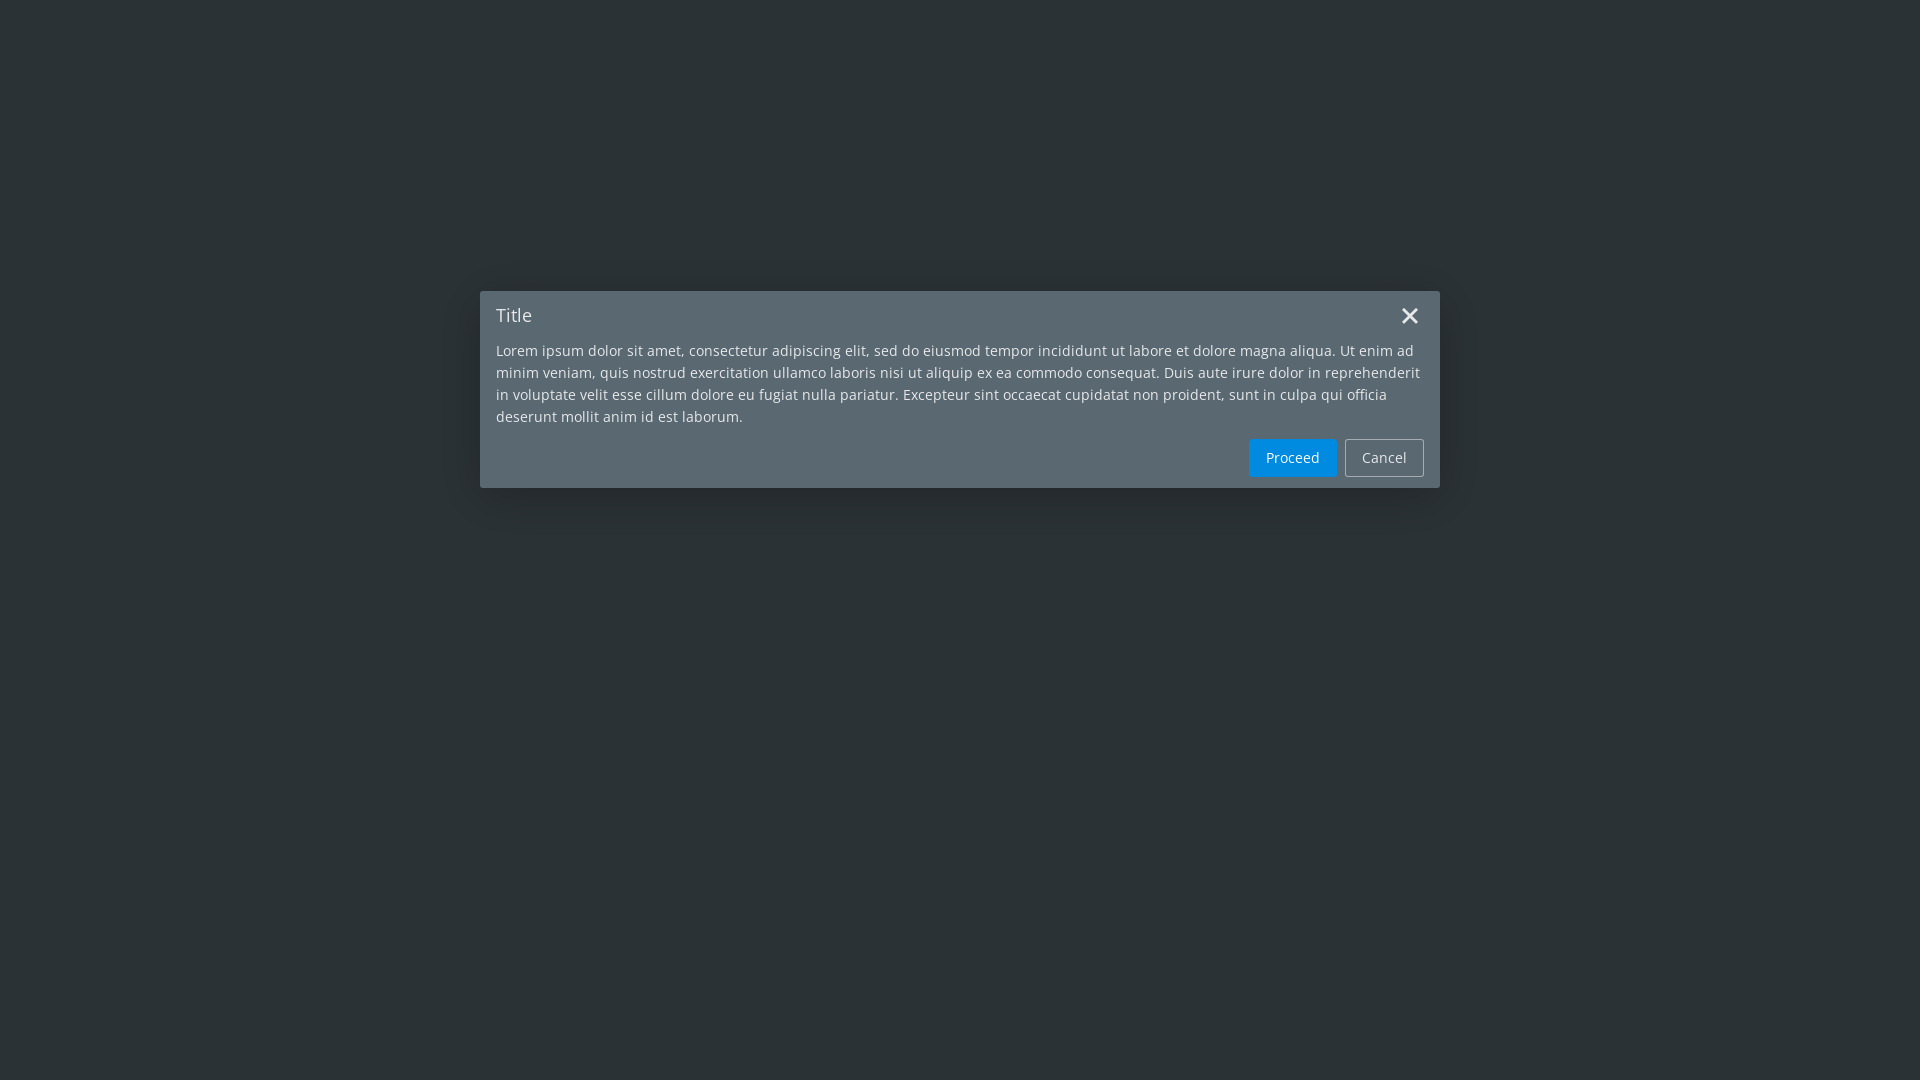 Title
Lorem ipsum dolor sit amet, consectetur adipiscing elit, sed do eiusmod tempor incididunt ut labore et dolore magna aliqua. Ut enim ad
minim veniam, quis nostrud exercitation ullamco laboris nisi ut aliquip ex ea commodo consequat. Duis aute irure dolor in reprehenderit
in voluptate velit esse cillum dolore eu fugiat nulla pariatur. Excepteur sint occaecat cupidatat non proident, sunt in culpa qui officia
deserunt mollit anim id est laborum.
Proceed Cancel